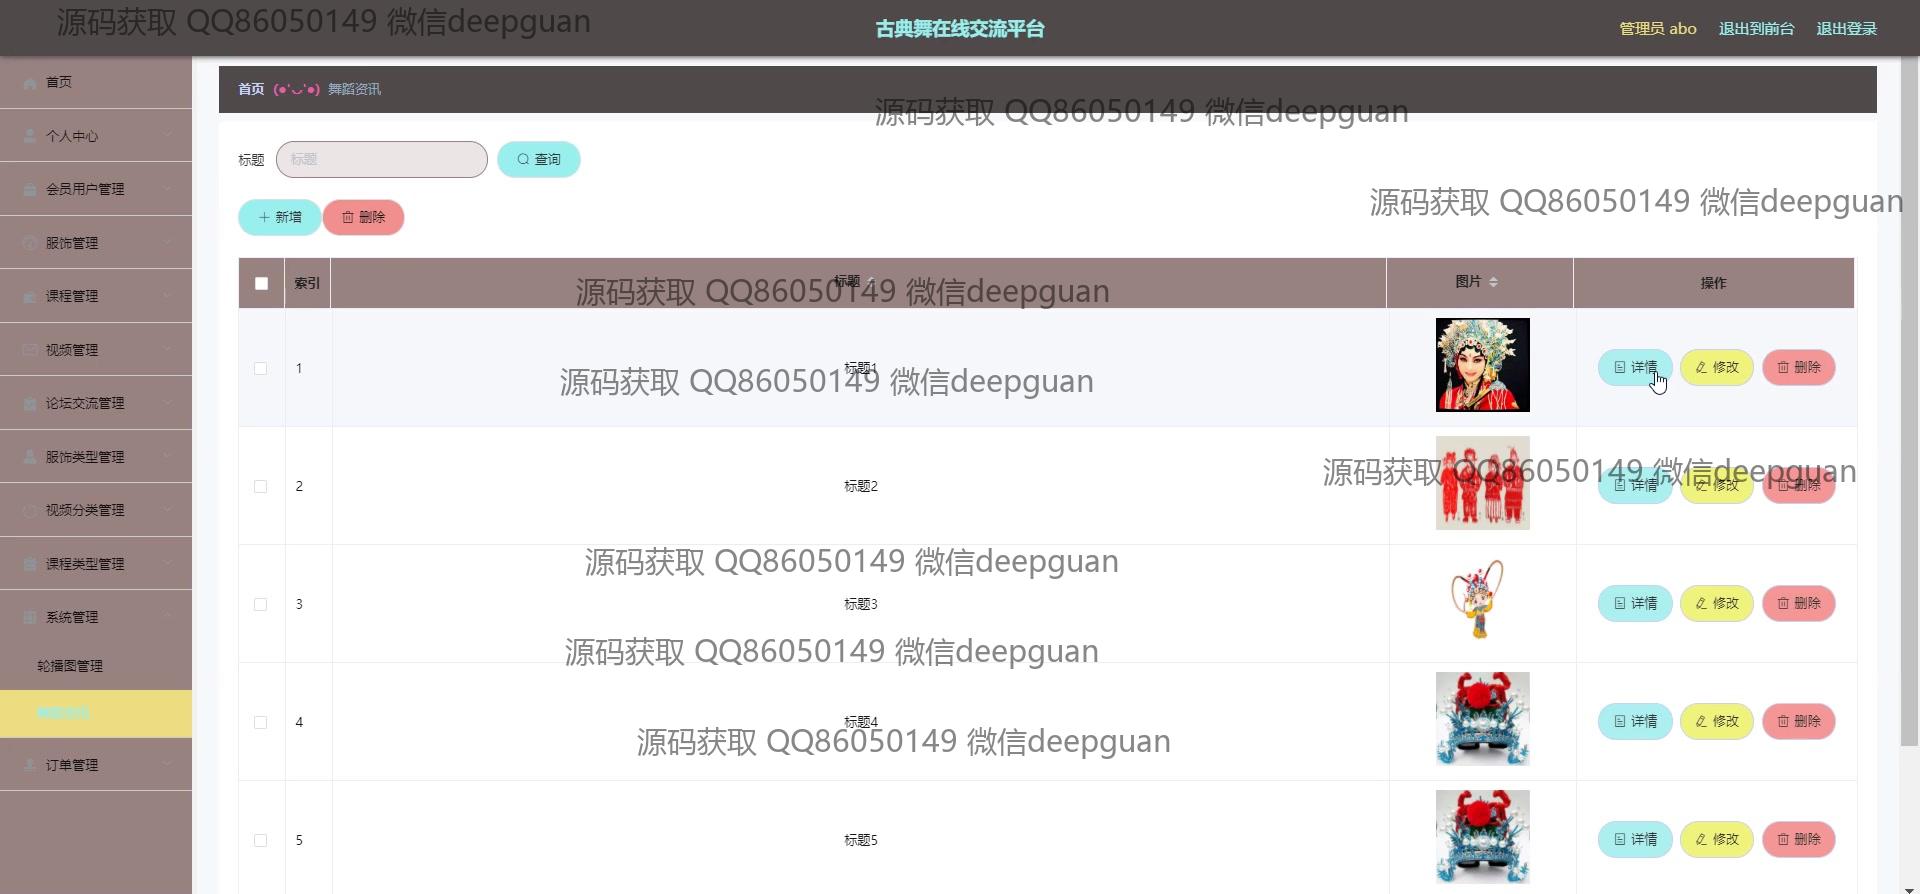 源码获取 QQ86050149 微信deepguan
古典舞在线交流平台
管理员 abo 退出到前台 退出登录
首页
个人中心
会员用户管理
服饰管理
课程管理
视频管理
论坛交流管理
服饰类型管理
视频分类管理
课程类型管理
系统管理
轮播图管理
舞蹈资讯
订单管理
首页 (●'◡'●) 舞蹈资讯
源码获取 QQ86050149 微信deepguan
标题 标题 查询
源码获取 QQ86050149 微信deepguan
新增 删除
索引 标题 图片 操作
源码获取 QQ86050149 微信deepguan
1 标题1 详情 修改 删除
源码获取 QQ86050149 微信deepguan
源码获取 QQ86050149 微信deepguan
2 标题2 详情 修改 删除
源码获取 QQ86050149 微信deepguan
3 标题3 详情 修改 删除
源码获取 QQ86050149 微信deepguan
4 标题4 详情 修改 删除
源码获取 QQ86050149 微信deepguan
5 标题5 详情 修改 删除